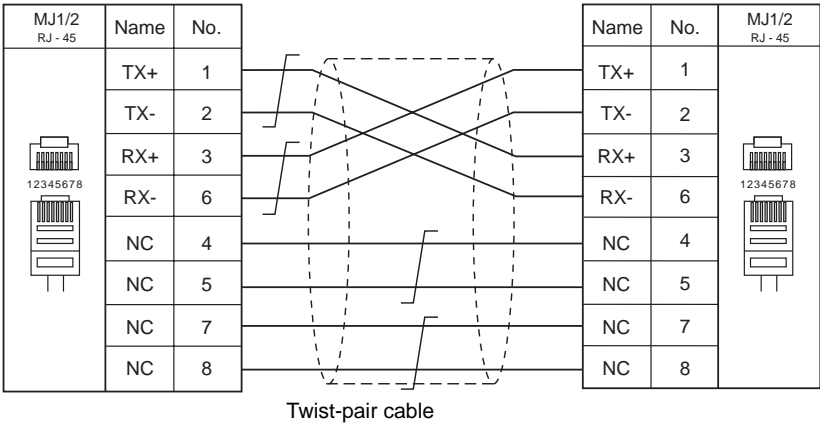 MJ1/2 Name No. Name No. MJ1/2
RJ - 45 RJ - 45
TX+ 1 TX+ 1
TX- 2 TX- 2
RX+ 3 RX+ 3
12345678 12345678
RX- 6 RX- 6
NC 4 NC 4
NC 5 NC 5
NC 7 NC 7
NC 8 NC 8
Twist-pair cable